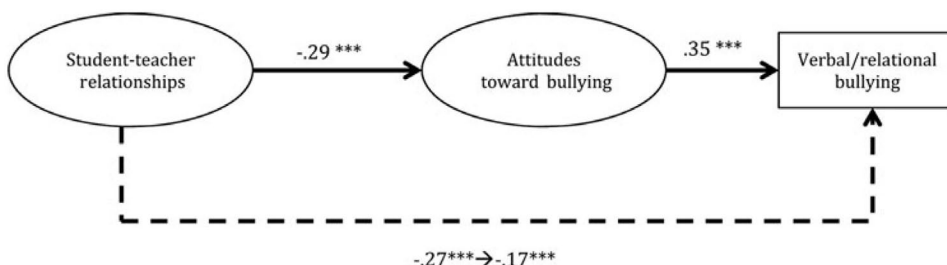 Student-teacher
relationships
-.29 ***
Attitudes
toward bullying
.35 ***
Verbal/relational
bullying
-.27***→-.17***